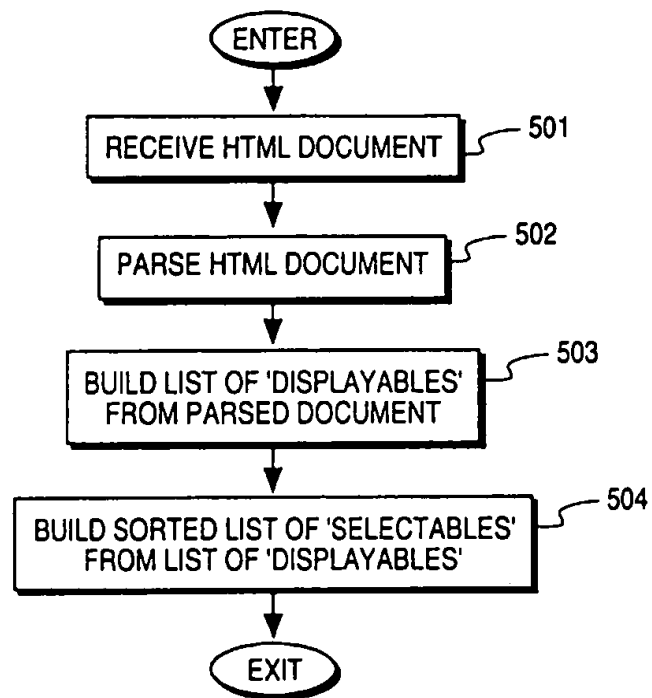 ENTER
RECEIVE HTML DOCUMENT
501
PARSE HTML DOCUMENT
502
BUILD LIST OF 'DISPLAYABLES'
FROM PARSED DOCUMENT
503
BUILD SORTED LIST OF 'SELECTABLES'
FROM LIST OF 'DISPLAYABLES'
504
EXIT